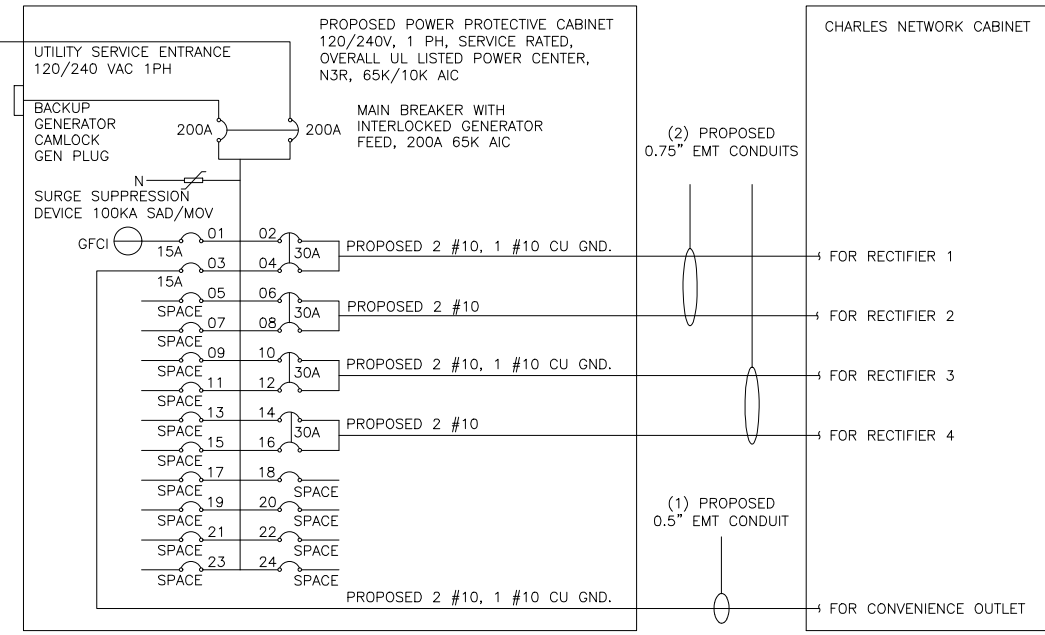 PROPOSED POWER PROTECTIVE CABINET
120/240V, 1 PH, SERVICE RATED,
OVERALL UL LISTED POWER CENTER,
N3R, 65K/10K AIC
CHARLES NETWORK CABINET
UTILITY SERVICE ENTRANCE
120/240 VAC 1PH
BACKUP
GENERATOR
CAMLOCK
GEN PLUG
200A
200A
MAIN BREAKER WITH
INTERLOCKED GENERATOR
FEED, 200A 65K AIC
(2) PROPOSED
0.75" EMT CONDUITS
N
SURGE SUPPRESSION
DEVICE 100KA SAD/MOV
GFCI
15A
01
02
30A
PROPOSED 2 #10, 1 #10 CU GND.
FOR RECTIFIER 1
15A
03
04
SPACE
05
06
30A
PROPOSED 2 #10
FOR RECTIFIER 2
SPACE
07
08
SPACE
09
10
30A
PROPOSED 2 #10, 1 #10 CU GND.
FOR RECTIFIER 3
SPACE
11
12
SPACE
13
14
30A
PROPOSED 2 #10
FOR RECTIFIER 4
SPACE
15
16
SPACE
17
18
SPACE
SPACE
19
20
SPACE
SPACE
21
22
SPACE
SPACE
23
24
SPACE
(1) PROPOSED
0.5" EMT CONDUIT
PROPOSED 2 #10, 1 #10 CU GND.
FOR CONVENIENCE OUTLET